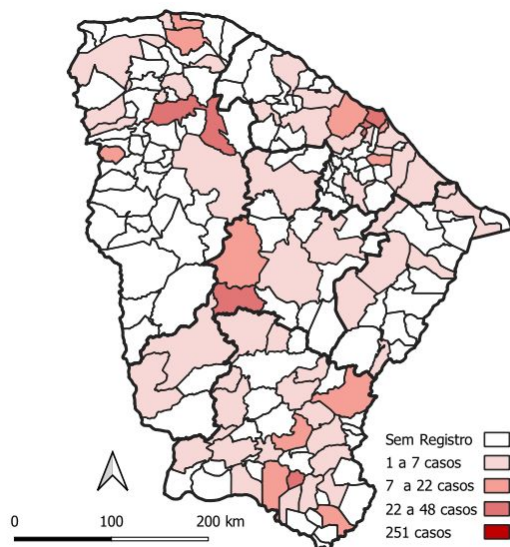 Sem Registro
1 a 7 casos
7 a 22 casos
22 a 48 casos
251 casos
0 100 200 km